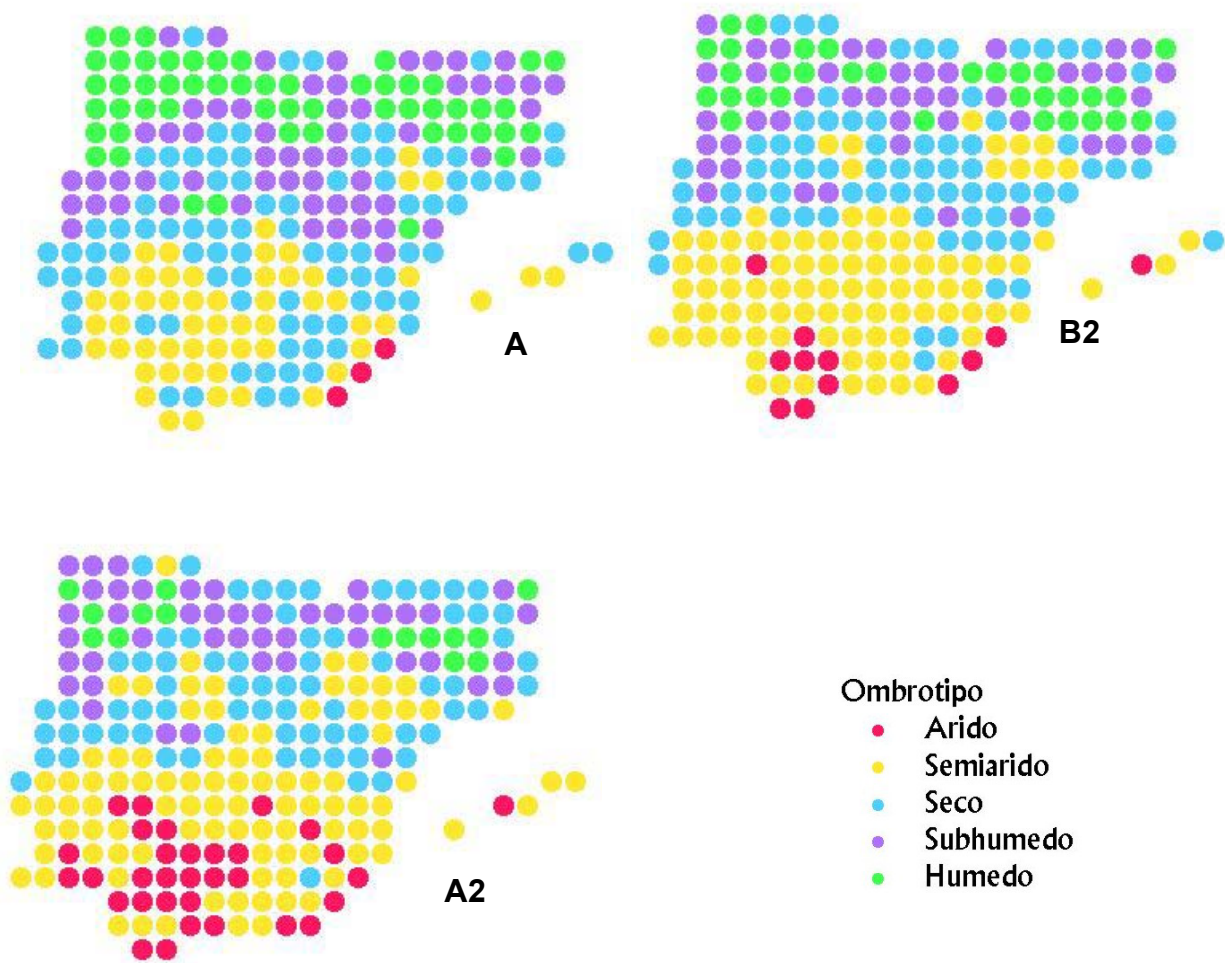 A
B2
A2
Ombrotipo
Arido
Semiarido
Seco
Subhumedo
Humedo